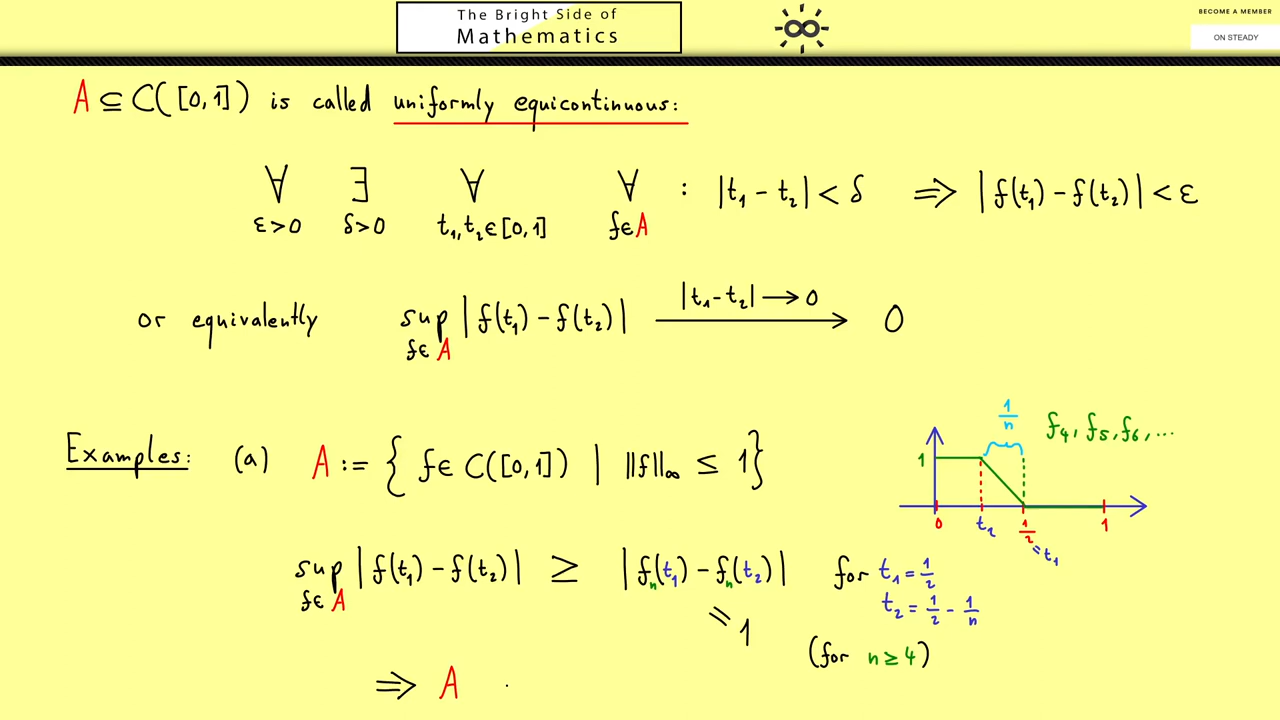 The Bright Side of
Mathematics
BECOME A MEMBER
ON STEADY
A ⊆ C([0,1]) is called uniformly equicontinuous:
∀ ε>0 ∃ δ>0 ∀ t₁,t₂∈[0,1] ∀ f∈A : |t₁ - t₂| < δ ⟹ |f(t₁) - f(t₂)| < ε
or equivalently sup f∈A |f(t₁) - f(t₂)| |t₁-t₂| → 0 ⟶ 0
Examples: (a) A := { f∈ C([0,1]) | ‖f‖∞ ≤ 1 }
1/n f₄, f₅, f₆, ...
1
0 t₂ 1/2 = t₁ 1
sup f∈A |f(t₁) - f(t₂)| ≥ |fₙ(t₁) - fₙ(t₂)| for t₁ = 1/2
t₂ = 1/2 - 1/n
= 1 (for n ≥ 4)
⟹ A